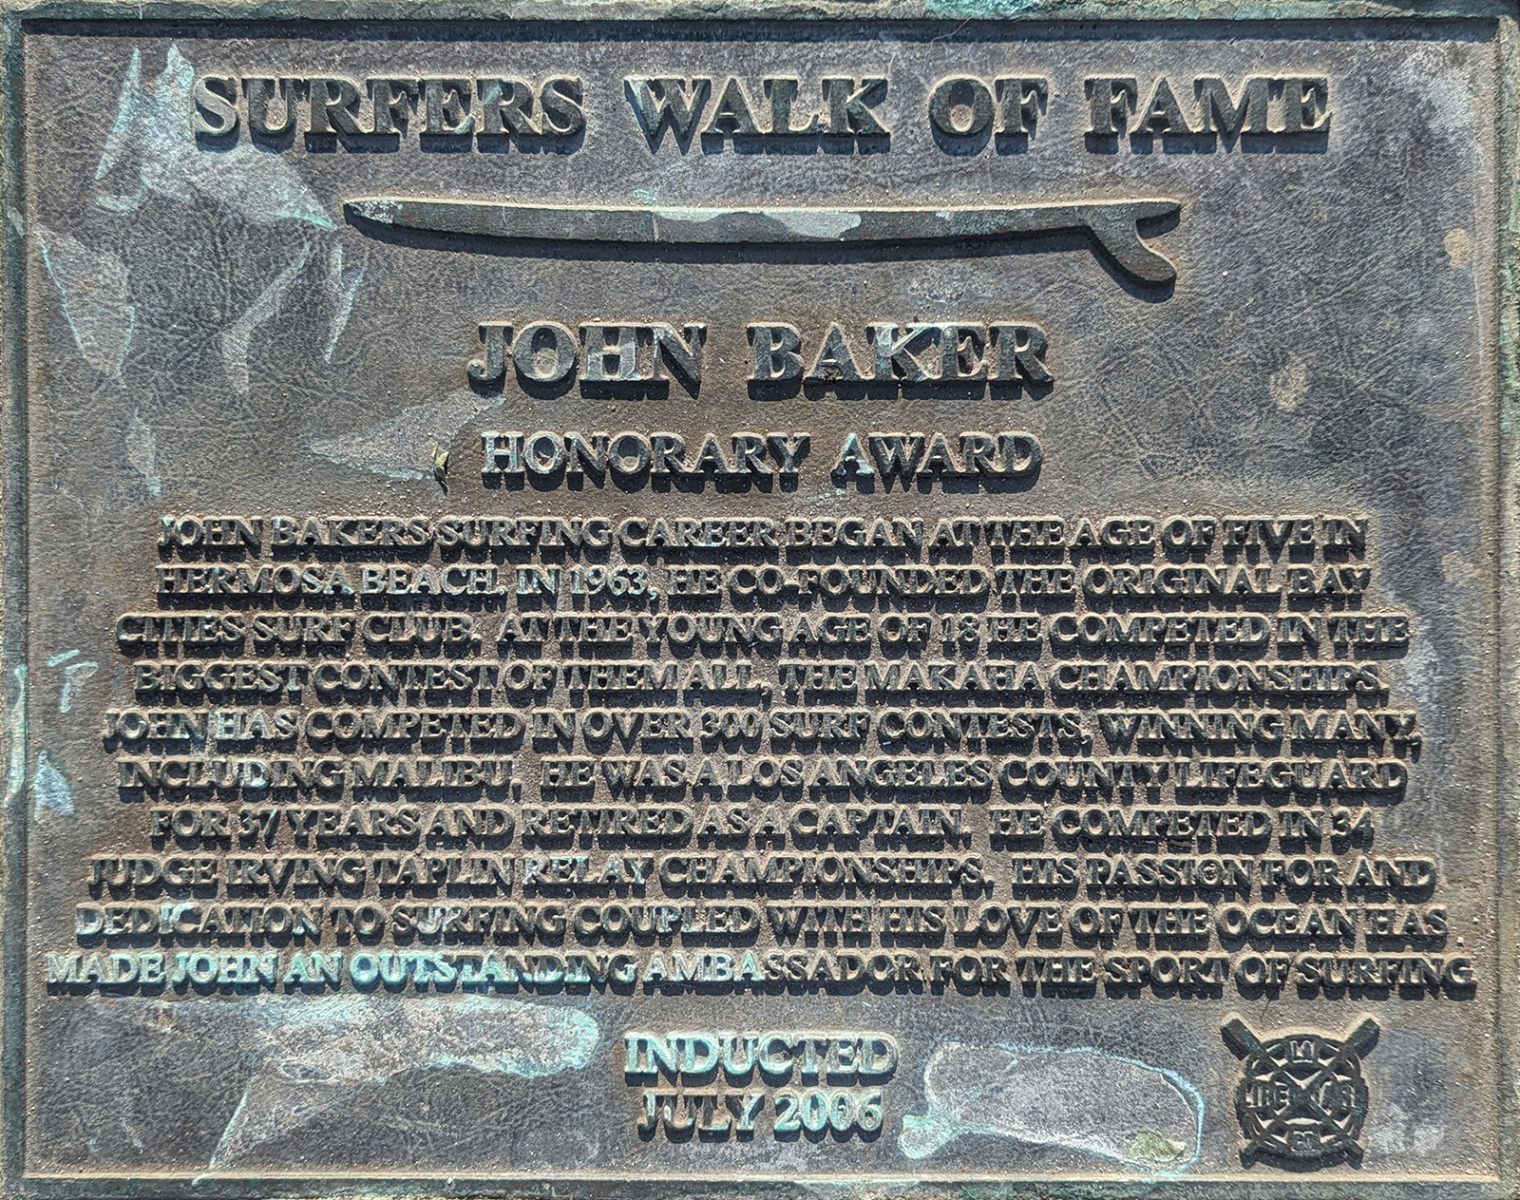 SURFERS WALK OF FAME
JOHN BAKER
HONORARY AWARD
JOHN BAKERS SURFING CAREER BEGAN AT THE AGE OF FIVE IN
HERMOSA BEACH. IN 1963, HE CO-FOUNDED THE ORIGINAL BAY
CITIES SURF CLUB. AT THE YOUNG AGE OF 18 HE COMPETED IN THE
BIGGEST CONTEST OF THEM ALL, THE MAKAHA CHAMPIONSHIPS.
JOHN HAS COMPETED IN OVER 300 SURF CONTESTS, WINNING MANY,
INCLUDING MALIBU. HE WAS A LOS ANGELES COUNTY LIFEGUARD
FOR 37 YEARS AND RETIRED AS A CAPTAIN. HE COMPETED IN 34
JUDGE IRVING TAPLIN RELAY CHAMPIONSHIPS. HIS PASSION FOR AND
DEDICATION TO SURFING COUPLED WITH HIS LOVE OF THE OCEAN HAS
MADE JOHN AN OUTSTANDING AMBASSADOR FOR THE SPORT OF SURFING.
INDUCTED
JULY 2006